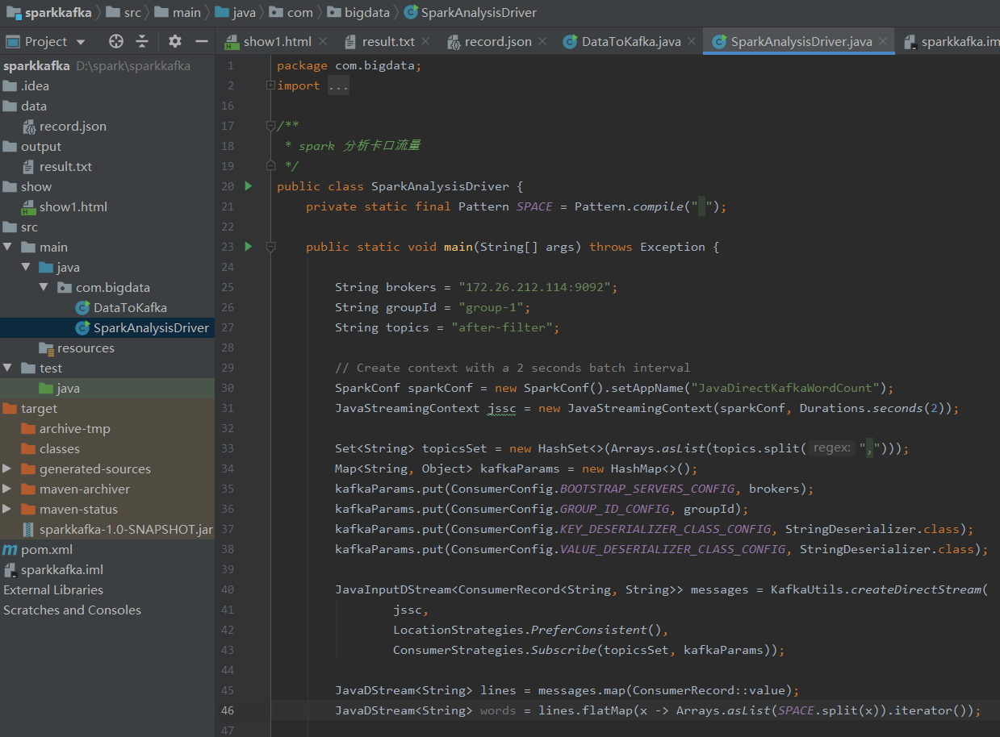 sparkkafka src main java com bigdata SparkAnalysisDriver
Project show1.html result.txt record.json DataToKafka.java SparkAnalysisDriver.java sparkkafka.im
sparkkafka D:\spark\sparkkafka
.idea
data
record.json
output
result.txt
show
show1.html
src
main
java
com.bigdata
DataToKafka
SparkAnalysisDriver
resources
test
java
target
archive-tmp
classes
generated-sources
maven-archiver
maven-status
sparkkafka-1.0-SNAPSHOT.jar
pom.xml
sparkkafka.iml
External Libraries
Scratches and Consoles
1 package com.bigdata;
2 import ...
16
17 /**
18 * spark 分析卡口流量
19 */
20 public class SparkAnalysisDriver {
21 private static final Pattern SPACE = Pattern.compile(" ");
22
23 public static void main(String[] args) throws Exception {
24
25 String brokers = "172.26.212.114:9092";
26 String groupId = "group-1";
27 String topics = "after-filter";
28
29 // Create context with a 2 seconds batch interval
30 SparkConf sparkConf = new SparkConf().setAppName("JavaDirectKafkaWordCount");
31 JavaStreamingContext jssc = new JavaStreamingContext(sparkConf, Durations.seconds(2));
32
33 Set<String> topicsSet = new HashSet<>(Arrays.asList(topics.split( regex: ",")));
34 Map<String, Object> kafkaParams = new HashMap<>();
35 kafkaParams.put(ConsumerConfig.BOOTSTRAP_SERVERS_CONFIG, brokers);
36 kafkaParams.put(ConsumerConfig.GROUP_ID_CONFIG, groupId);
37 kafkaParams.put(ConsumerConfig.KEY_DESERIALIZER_CLASS_CONFIG, StringDeserializer.class);
38 kafkaParams.put(ConsumerConfig.VALUE_DESERIALIZER_CLASS_CONFIG, StringDeserializer.class);
39
40 JavaInputDStream<ConsumerRecord<String, String>> messages = KafkaUtils.createDirectStream(
41 jssc,
42 LocationStrategies.PreferConsistent(),
43 ConsumerStrategies.Subscribe(topicsSet, kafkaParams));
44
45 JavaDStream<String> lines = messages.map(ConsumerRecord::value);
46 JavaDStream<String> words = lines.flatMap(x -> Arrays.asList(SPACE.split(x)).iterator());
47